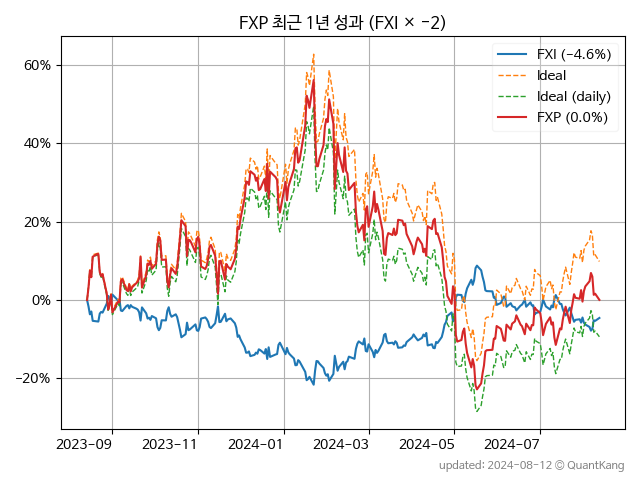 FXP 최근 1년 성과 (FXI × −2)
60%
40%
20%
0%
−20%
FXI (−4.6%)
Ideal
Ideal (daily)
FXP (0.0%)
2023−09
2023−11
2024−01
2024−03
2024−05
2024−07
updated: 2024-08-12 @ QuantKang